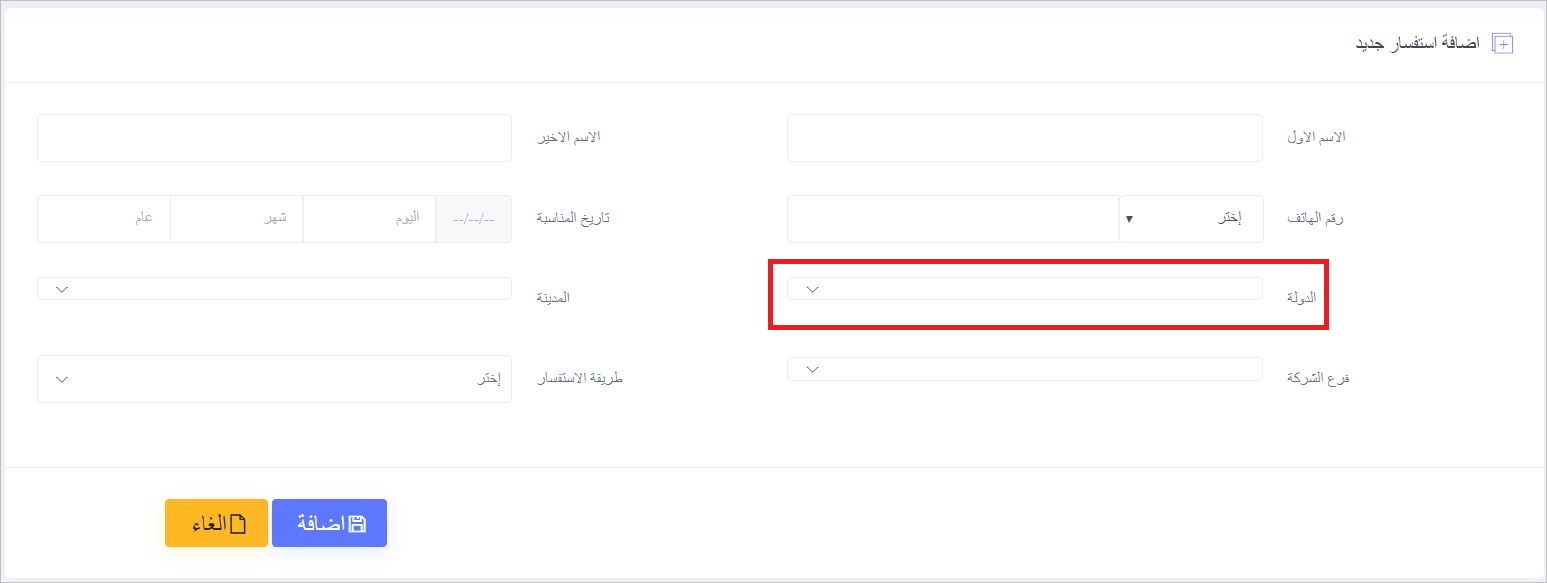 اضافة استفسار جديد
الاسم الاول
الاسم الاخير
رقم الهاتف إختر
تاريخ المناسبة --/--/-- اليوم شهر عام
الدولة
المدينة
فرع الشركة
طريقة الاستفسار إختر
اضافة
الغاء